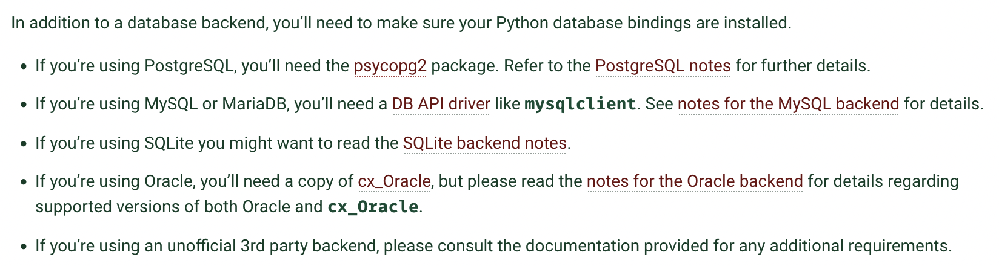 In addition to a database backend, you’ll need to make sure your Python database bindings are installed.
• If you’re using PostgreSQL, you’ll need the psycopg2 package. Refer to the PostgreSQL notes for further details.
• If you’re using MySQL or MariaDB, you’ll need a DB API driver like mysqlclient. See notes for the MySQL backend for details.
• If you’re using SQLite you might want to read the SQLite backend notes.
• If you’re using Oracle, you’ll need a copy of cx_Oracle, but please read the notes for the Oracle backend for details regarding
supported versions of both Oracle and cx_Oracle.
• If you’re using an unofficial 3rd party backend, please consult the documentation provided for any additional requirements.